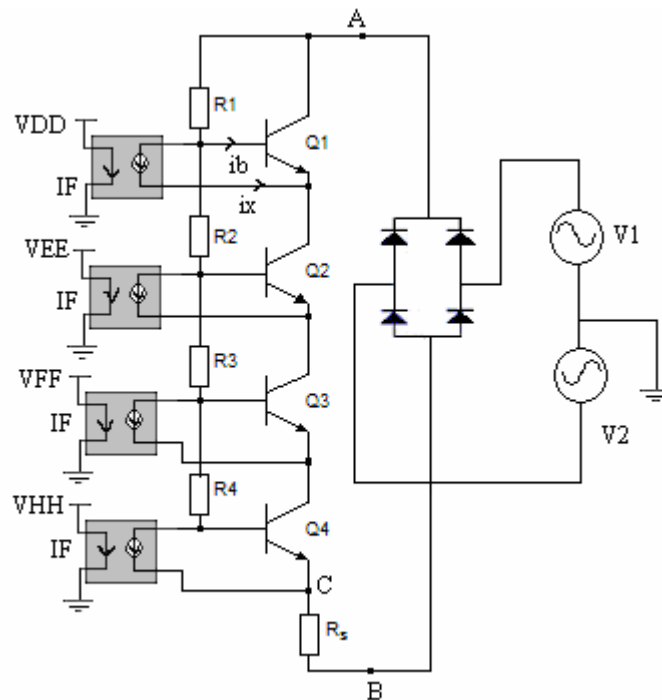 A
R1
VDD
Q1
ib
IF
ix
V1
R2
VEE
Q2
IF
R3
VFF
Q3
IF
V2
R4
VHH
Q4
IF
C
Rs
B